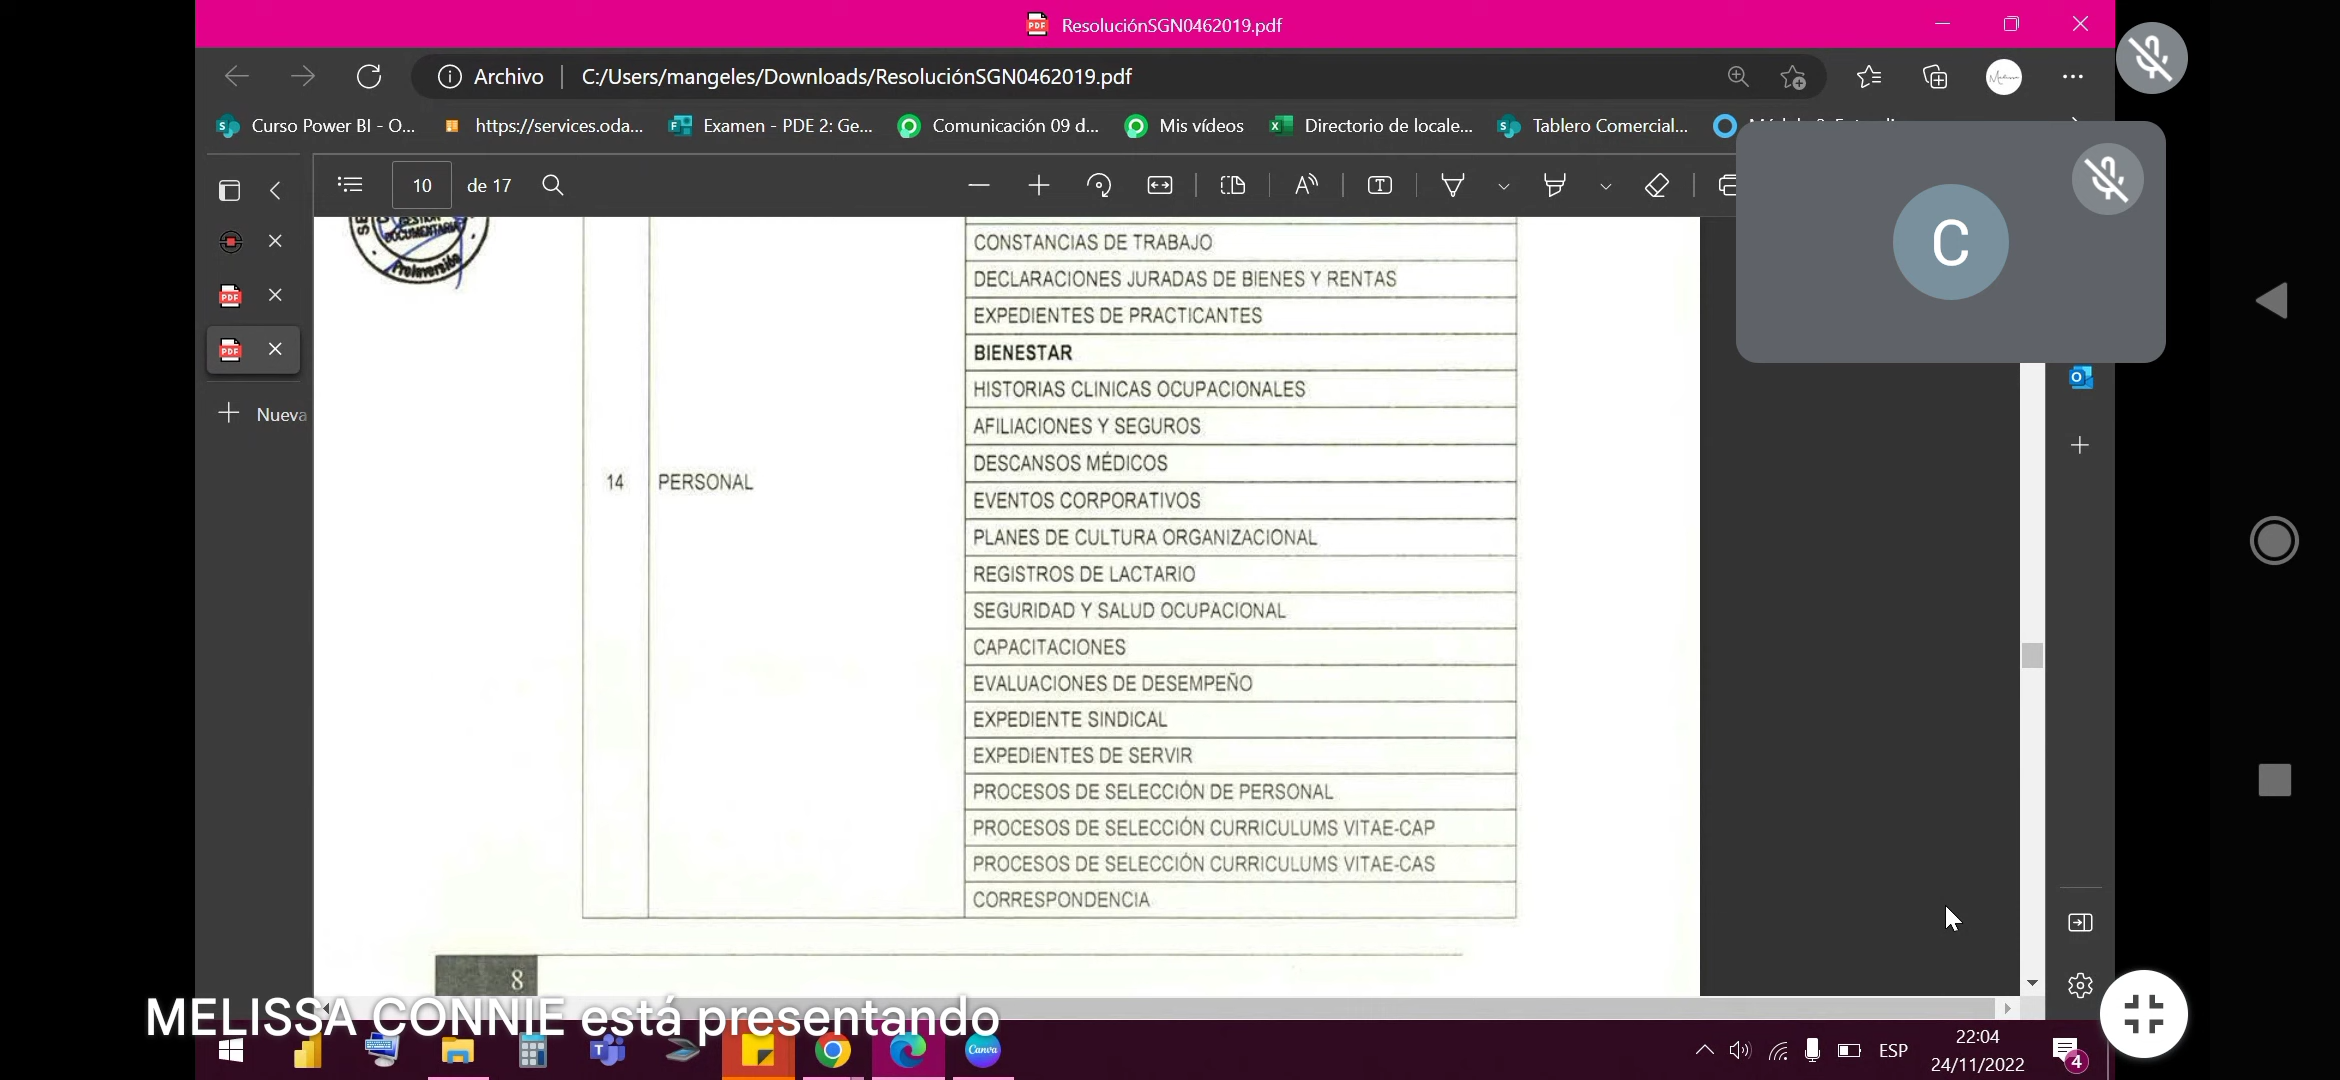 ResoluciónSGN0462019.pdf
Archivo C:/Users/mangeles/Downloads/ResoluciónSGN0462019.pdf
Curso Power BI - O... https://services.oda... Examen - PDE 2: Ge... Comunicación 09 d... Mis vídeos Directorio de locale... Tablero Comercial...
10 de 17
DOCUMENTARIA
ProInversión
C
Nueva
CONSTANCIAS DE TRABAJO
DECLARACIONES JURADAS DE BIENES Y RENTAS
EXPEDIENTES DE PRACTICANTES
BIENESTAR
HISTORIAS CLINICAS OCUPACIONALES
AFILIACIONES Y SEGUROS
DESCANSOS MÉDICOS
14 PERSONAL
EVENTOS CORPORATIVOS
PLANES DE CULTURA ORGANIZACIONAL
REGISTROS DE LACTARIO
SEGURIDAD Y SALUD OCUPACIONAL
CAPACITACIONES
EVALUACIONES DE DESEMPEÑO
EXPEDIENTE SINDICAL
EXPEDIENTES DE SERVIR
PROCESOS DE SELECCIÓN DE PERSONAL
PROCESOS DE SELECCIÓN CURRICULUMS VITAE-CAP
PROCESOS DE SELECCIÓN CURRICULUMS VITAE-CAS
CORRESPONDENCIA
8
MELISSA CONNIE está presentando
Canva
ESP
22:04
24/11/2022
4